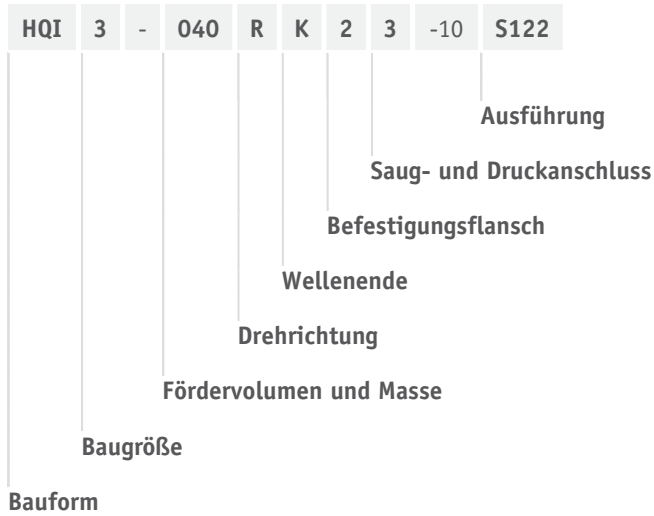 HQI 3 - 040 R K 2 3 -10 S122
Ausführung
Saug- und Druckanschluss
Befestigungsflansch
Wellenende
Drehrichtung
Fördervolumen und Masse
Baugröße
Bauform